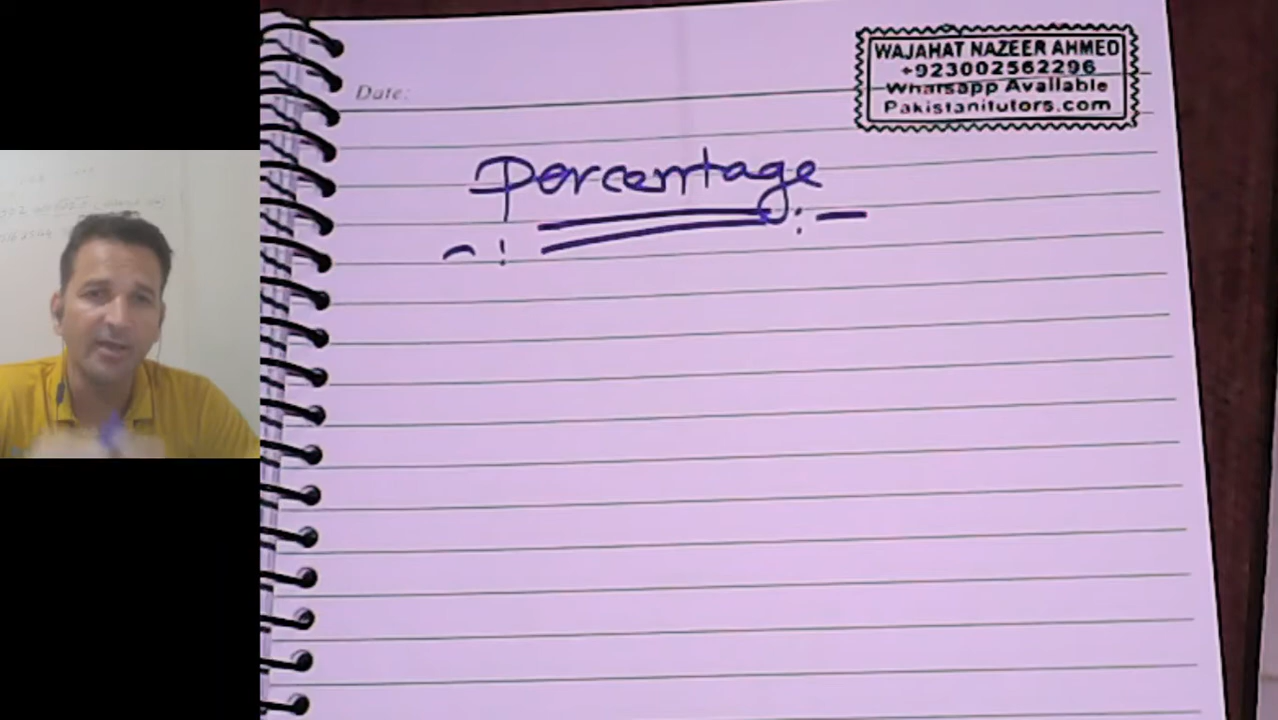 WAJAHAT NAZEER AHMED
+923002562296
Whatsapp Available
Pakistanitutors.com
Date:
Percentage